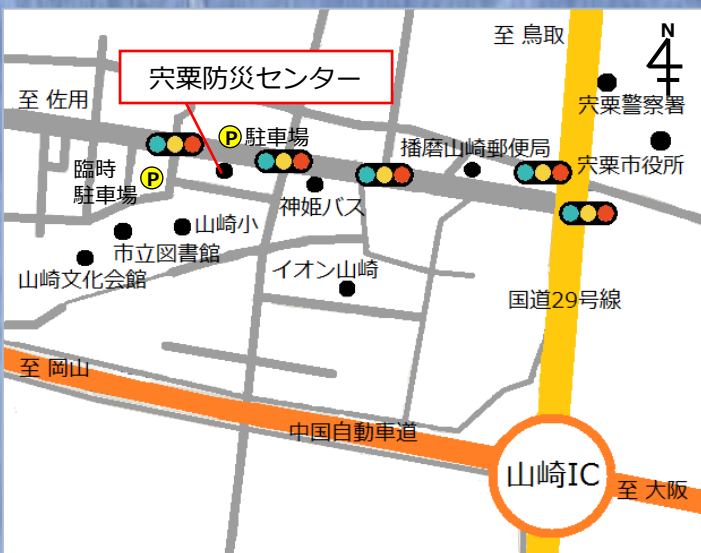 至 鳥取
N
宍粟防災センター
至 佐用
宍粟警察署
P
駐車場
播磨山崎郵便局
宍粟市役所
臨時
駐車場
P
神姫バス
山崎小
市立図書館
山崎文化会館
イオン山崎
国道29号線
至 岡山
中国自動車道
山崎IC
至 大阪